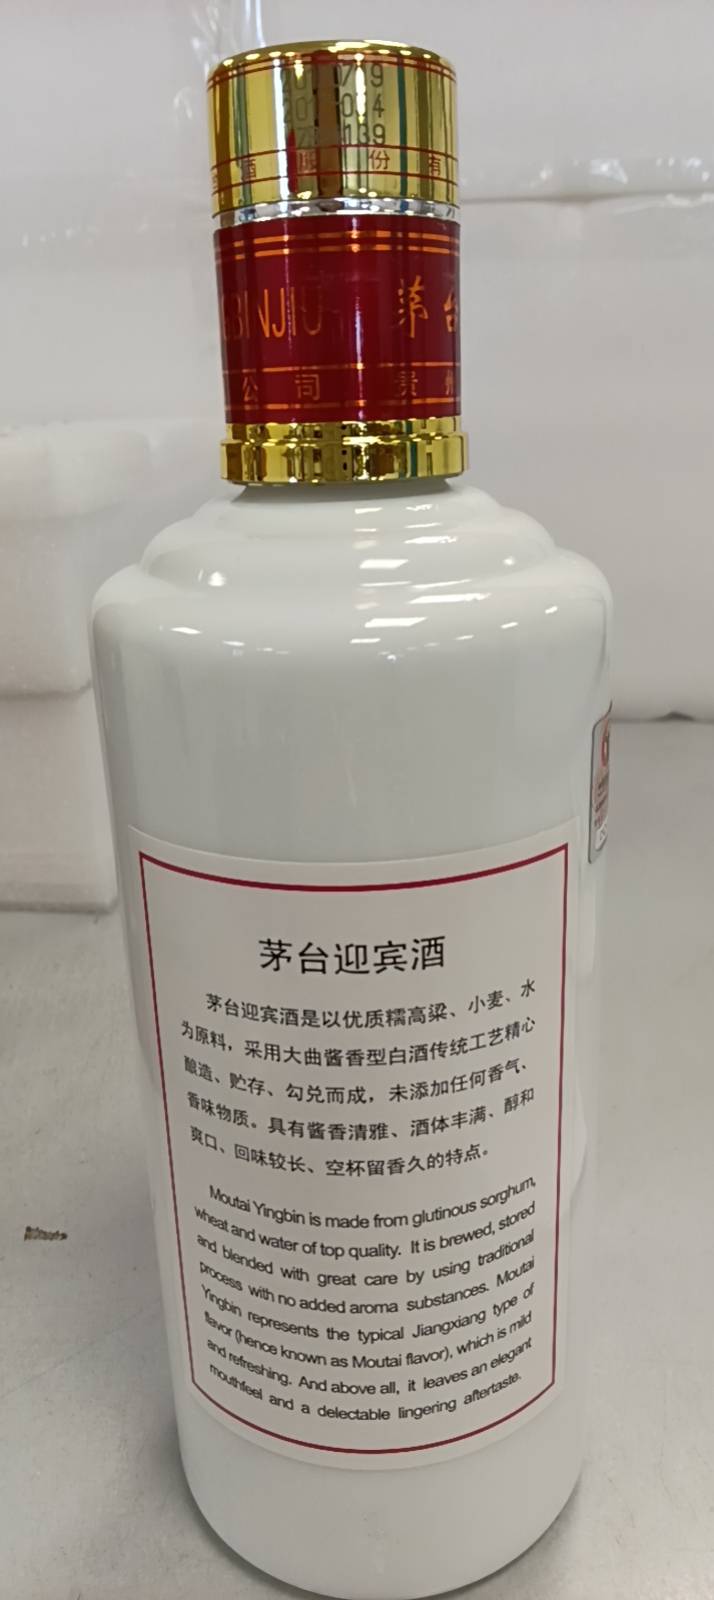 酒 股 份 有
BINJIU 茅台
公 司 贵 州
茅台迎宾酒
茅台迎宾酒是以优质糯高粱、小麦、水
为原料，采用大曲酱香型白酒传统工艺精心
酿造、贮存、勾兑而成，未添加任何香气、
香味物质。具有酱香清雅、酒体丰满、醇和
爽口、回味较长、空杯留香久的特点。
Moutai Yingbin is made from glutinous sorghum,
wheat and water of top quality. It is brewed, stored
and blended with great care by using traditional
process with no added aroma substances. Moutai
Yingbin represents the typical Jiangxiang type of
flavor (hence known as Moutai flavor), which is mild
and refreshing. And above all, it leaves an elegant
mouthfeel and a delectable lingering aftertaste.